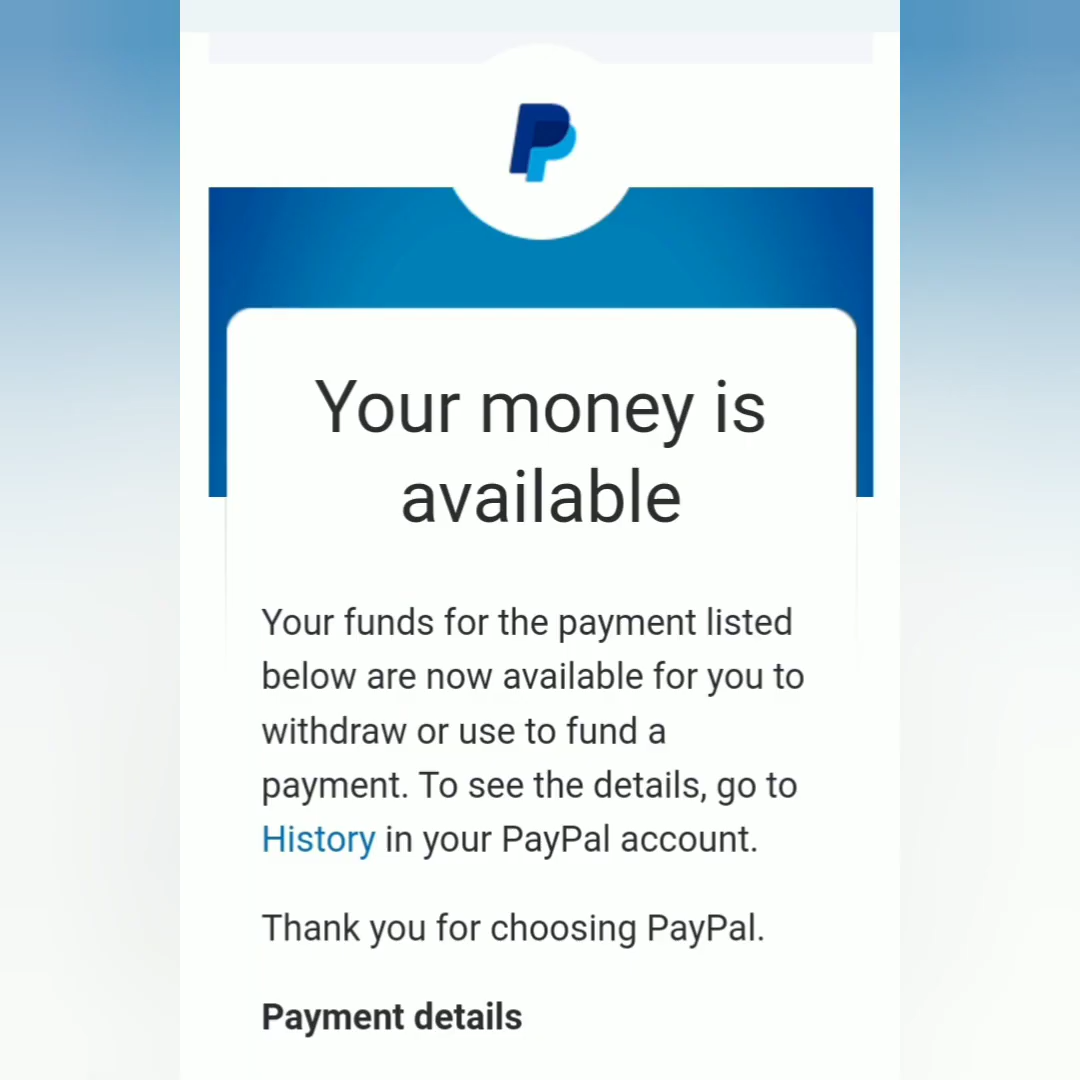 Your money is
available
Your funds for the payment listed
below are now available for you to
withdraw or use to fund a
payment. To see the details, go to
History in your PayPal account.
Thank you for choosing PayPal.
Payment details